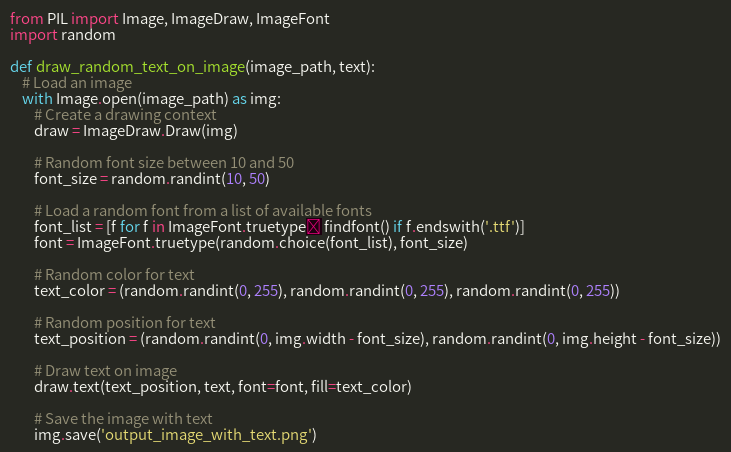 from PIL import Image, ImageDraw, ImageFont
import random

def draw_random_text_on_image(image_path, text):
    # Load an image
    with Image.open(image_path) as img:
        # Create a drawing context
        draw = ImageDraw.Draw(img)

        # Random font size between 10 and 50
        font_size = random.randint(10, 50)

        # Load a random font from a list of available fonts
        font_list = [f for f in ImageFont.truetype findfont() if f.endswith('.ttf')]
        font = ImageFont.truetype(random.choice(font_list), font_size)

        # Random color for text
        text_color = (random.randint(0, 255), random.randint(0, 255), random.randint(0, 255))

        # Random position for text
        text_position = (random.randint(0, img.width - font_size), random.randint(0, img.height - font_size))

        # Draw text on image
        draw.text(text_position, text, font=font, fill=text_color)

        # Save the image with text
        img.save('output_image_with_text.png')